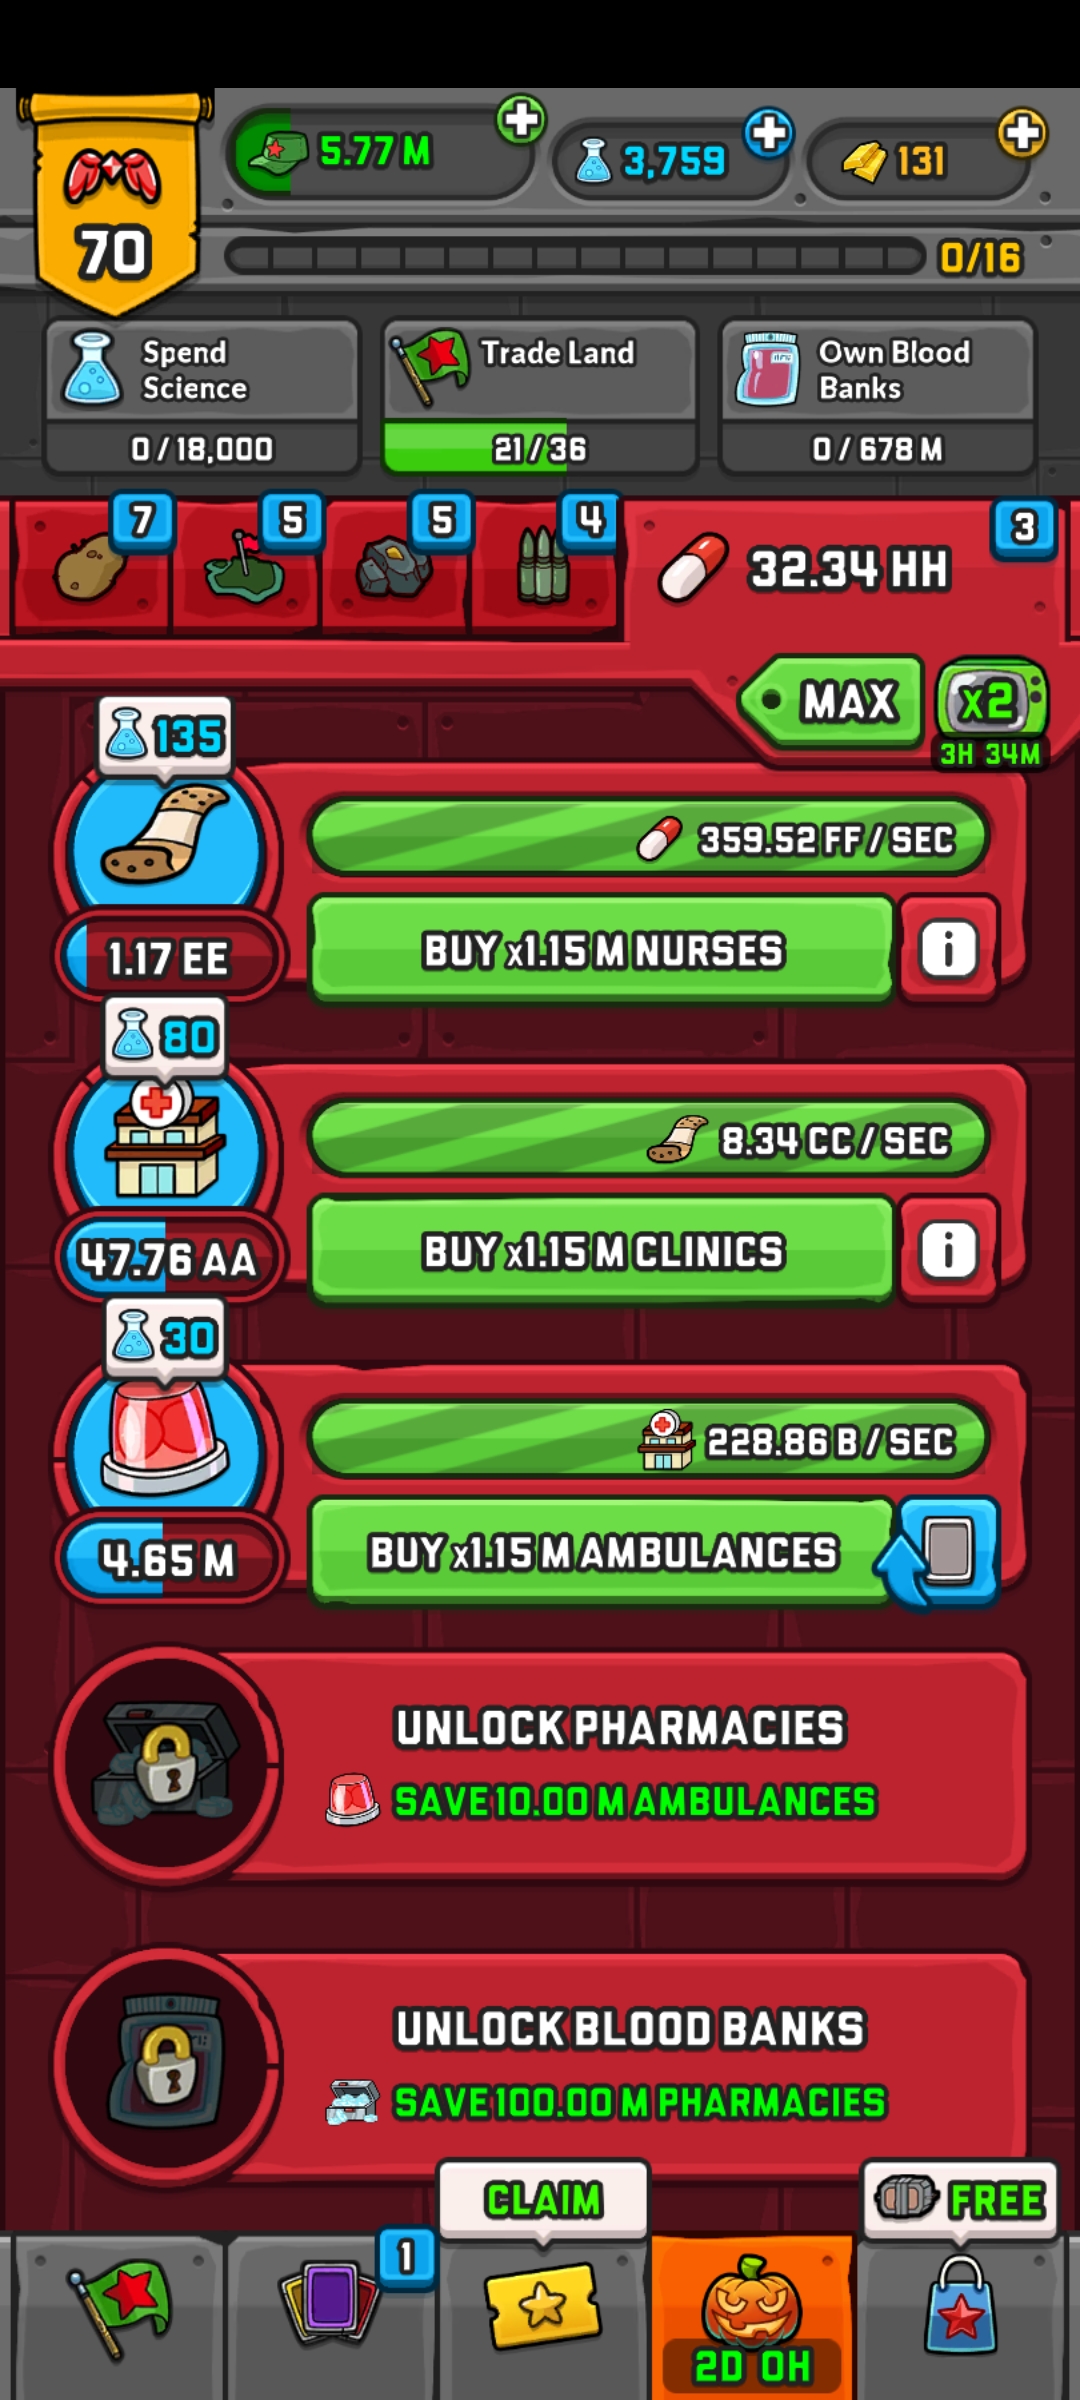 70
5.77 M
3,759
131
0/16
Spend
Science
0 / 18,000
Trade Land
21 / 36
Own Blood
Banks
0 / 678 M
7
5
5
4
32.34 HH
3
MAX
x2
3H 34M
135
359.52 FF / SEC
1.17 EE
BUY x1.15 M NURSES
i
80
8.34 CC / SEC
47.76 AA
BUY x1.15 M CLINICS
i
30
228.86 B / SEC
4.65 M
BUY x1.15 M AMBULANCES
UNLOCK PHARMACIES
SAVE 10.00 M AMBULANCES
UNLOCK BLOOD BANKS
SAVE 100.00 M PHARMACIES
CLAIM
FREE
1
2D 0H